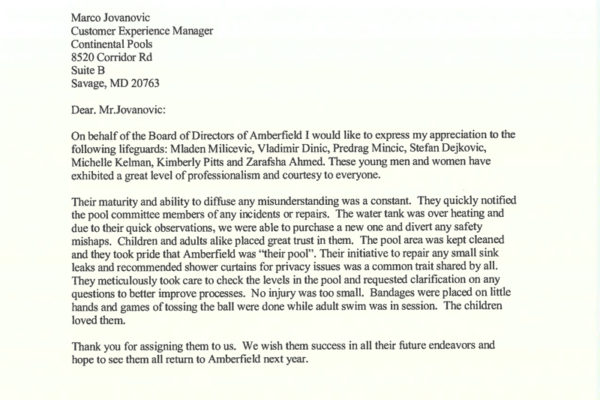 Marco Jovanovic
Customer Experience Manager
Continental Pools
8520 Corridor Rd
Suite B
Savage, MD 20763
Dear. Mr.Jovanovic:
On behalf of the Board of Directors of Amberfield I would like to express my appreciation to the
following lifeguards: Mladen Milicevic, Vladimir Dinic, Predrag Mincic, Stefan Dejkovic,
Michelle Kelman, Kimberly Pitts and Zarafsha Ahmed. These young men and women have
exhibited a great level of professionalism and courtesy to everyone.
Their maturity and ability to diffuse any misunderstanding was a constant. They quickly notified
the pool committee members of any incidents or repairs. The water tank was over heating and
due to their quick observations, we were able to purchase a new one and divert any safety
mishaps. Children and adults alike placed great trust in them. The pool area was kept cleaned
and they took pride that Amberfield was "their pool". Their initiative to repair any small sink
leaks and recommended shower curtains for privacy issues was a common trait shared by all.
They meticulously took care to check the levels in the pool and requested clarification on any
questions to better improve processes. No injury was too small. Bandages were placed on little
hands and games of tossing the ball were done while adult swim was in session. The children
loved them.
Thank you for assigning them to us. We wish them success in all their future endeavors and
hope to see them all return to Amberfield next year.